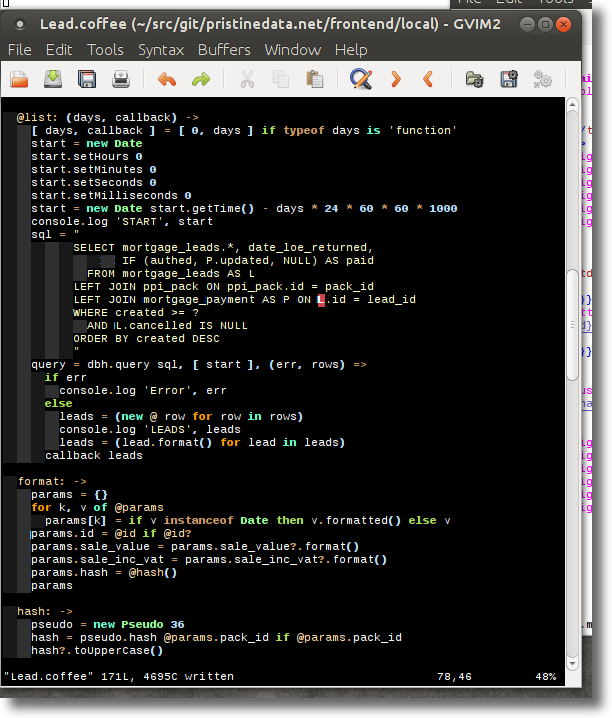 File Edit Tools Syntax
Lead.coffee (~/src/git/pristinedata.net/frontend/local) - GVIM2
File Edit Tools Syntax Buffers Window Help
@list: (days, callback) ->
[ days, callback ] = [ 0, days ] if typeof days is 'function'
start = new Date
start.setHours 0
start.setMinutes 0
start.setSeconds 0
start.setMilliseconds 0
start = new Date start.getTime() - days * 24 * 60 * 60 * 1000
console.log 'START', start
sql = "
SELECT mortgage_leads.*, date_loe_returned,
IF (authed, P.updated, NULL) AS paid
FROM mortgage_leads AS L
LEFT JOIN ppi_pack ON ppi_pack.id = pack_id
LEFT JOIN mortgage_payment AS P ON L.id = lead_id
WHERE created >= ?
AND L.cancelled IS NULL
ORDER BY created DESC
"
query = dbh.query sql, [ start ], (err, rows) =>
if err
console.log 'Error', err
else
leads = (new @ row for row in rows)
console.log 'LEADS', leads
leads = (lead.format() for lead in leads)
callback leads
format: ->
params = {}
for k, v of @params
params[k] = if v instanceof Date then v.formatted() else v
params.id = @id if @id?
params.sale_value = params.sale_value?.format()
params.sale_inc_vat = params.sale_inc_vat?.format()
params.hash = @hash()
params
hash: ->
pseudo = new Pseudo 36
hash = pseudo.hash @params.pack_id if @params.pack_id
hash?.toUpperCase()
"Lead.coffee" 171L, 4695C written 78,46 48%